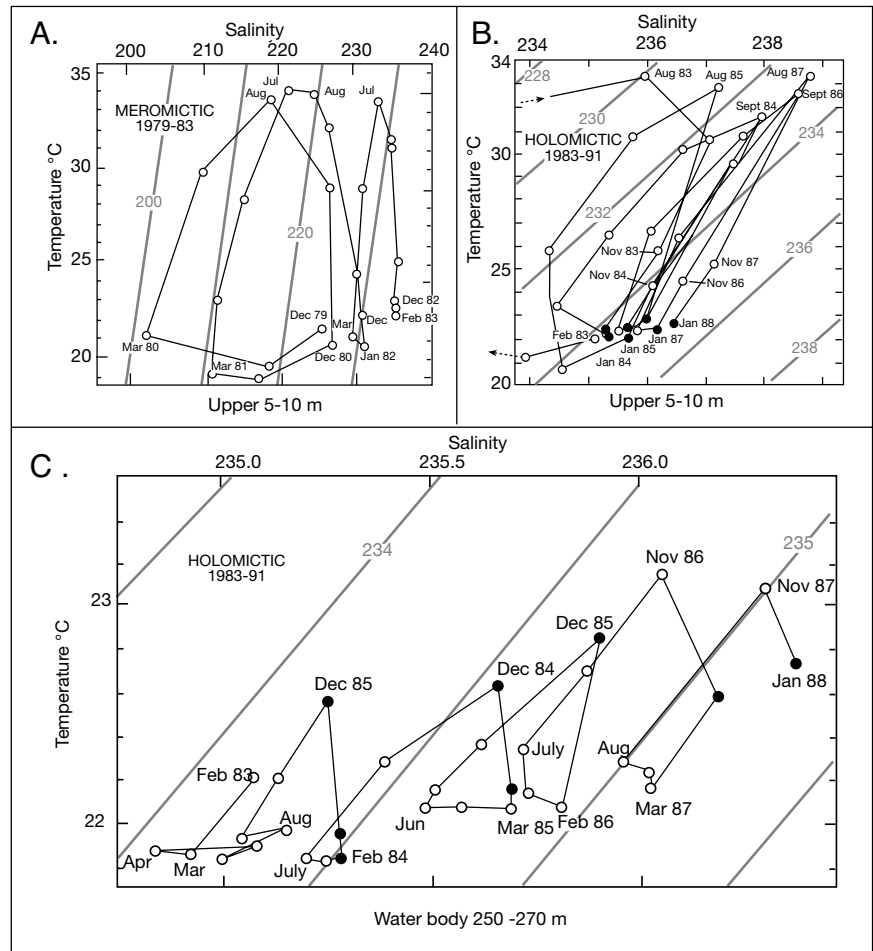 A.
Salinity
200 210 220 230 240
35
30
25
20
Temperature °C
MEROMICTIC
1979-83
200
220
Jul
Aug
Aug
Jul
Dec 79
Mar 80
Mar 81
Dec 80
Mar
Dec
Jan 82
Dec 82
Feb 83
Upper 5-10 m
B.
Salinity
234 236 238
34
32
30
28
26
24
22
20
Temperature °C
HOLOMICTIC
1983-91
228
230
232
234
236
238
Aug 83
Aug 85
Aug 87
Sept 86
Sept 84
Nov 83
Nov 84
Nov 87
Nov 86
Feb 83
Jan 84
Jan 85
Jan 87
Jan 88
Upper 5-10 m
C .
Salinity
235.0 235.5 236.0
23
22
Temperature °C
HOLOMICTIC
1983-91
234
235
Nov 86
Nov 87
Dec 85
Dec 84
Dec 85
Jan 88
Feb 83
July
Aug
Aug
Mar 87
Jun
Mar 85
Feb 86
Apr
Mar
July
Feb 84
Water body 250 -270 m